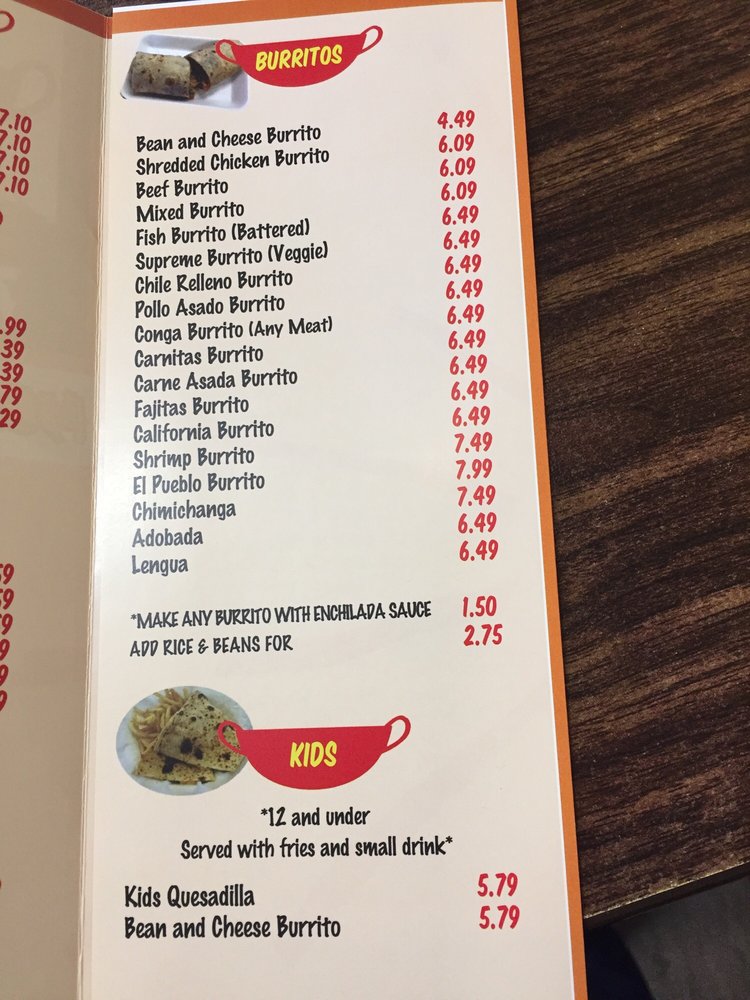 BURRITOS
Bean and Cheese Burrito 4.49
Shredded Chicken Burrito 6.09
Beef Burrito 6.09
Mixed Burrito 6.09
Fish Burrito (Battered) 6.49
Supreme Burrito (Veggie) 6.49
Chile Relleno Burrito 6.49
Pollo Asado Burrito 6.49
Conga Burrito (Any Meat) 6.49
Carnitas Burrito 6.49
Carne Asada Burrito 6.49
Fajitas Burrito 6.49
California Burrito 6.49
Shrimp Burrito 7.49
El Pueblo Burrito 7.99
Chimichanga 7.49
Adobada 6.49
Lengua 6.49
*MAKE ANY BURRITO WITH ENCHILADA SAUCE 1.50
ADD RICE & BEANS FOR 2.75
KIDS
*12 and under
Served with fries and small drink*
Kids Quesadilla 5.79
Bean and Cheese Burrito 5.79